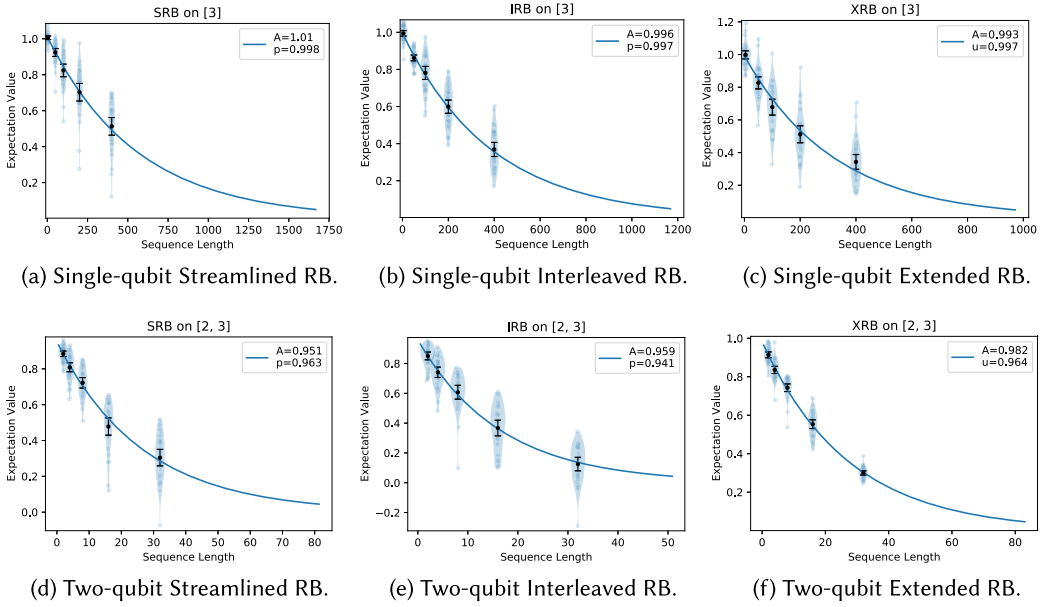 SRB on [3]
A=1.01
p=0.998
Expectation Value
1.0
0.8
0.6
0.4
0.2
0 250 500 750 1000 1250 1500 1750
Sequence Length
(a) Single-qubit Streamlined RB.
IRB on [3]
A=0.996
p=0.997
Expectation Value
1.0
0.8
0.6
0.4
0.2
0 200 400 600 800 1000 1200
Sequence Length
(b) Single-qubit Interleaved RB.
XRB on [3]
A=0.993
u=0.997
Expectation Value
1.2
1.0
0.8
0.6
0.4
0.2
0 200 400 600 800 1000
Sequence Length
(c) Single-qubit Extended RB.
SRB on [2, 3]
A=0.951
p=0.963
Expectation Value
0.8
0.6
0.4
0.2
0.0
0 10 20 30 40 50 60 70 80
Sequence Length
(d) Two-qubit Streamlined RB.
IRB on [2, 3]
A=0.959
p=0.941
Expectation Value
0.8
0.6
0.4
0.2
0.0
−0.2
0 10 20 30 40 50
Sequence Length
(e) Two-qubit Interleaved RB.
XRB on [2, 3]
A=0.982
u=0.964
Expectation Value
1.0
0.8
0.6
0.4
0.2
0 20 40 60 80
Sequence Length
(f) Two-qubit Extended RB.